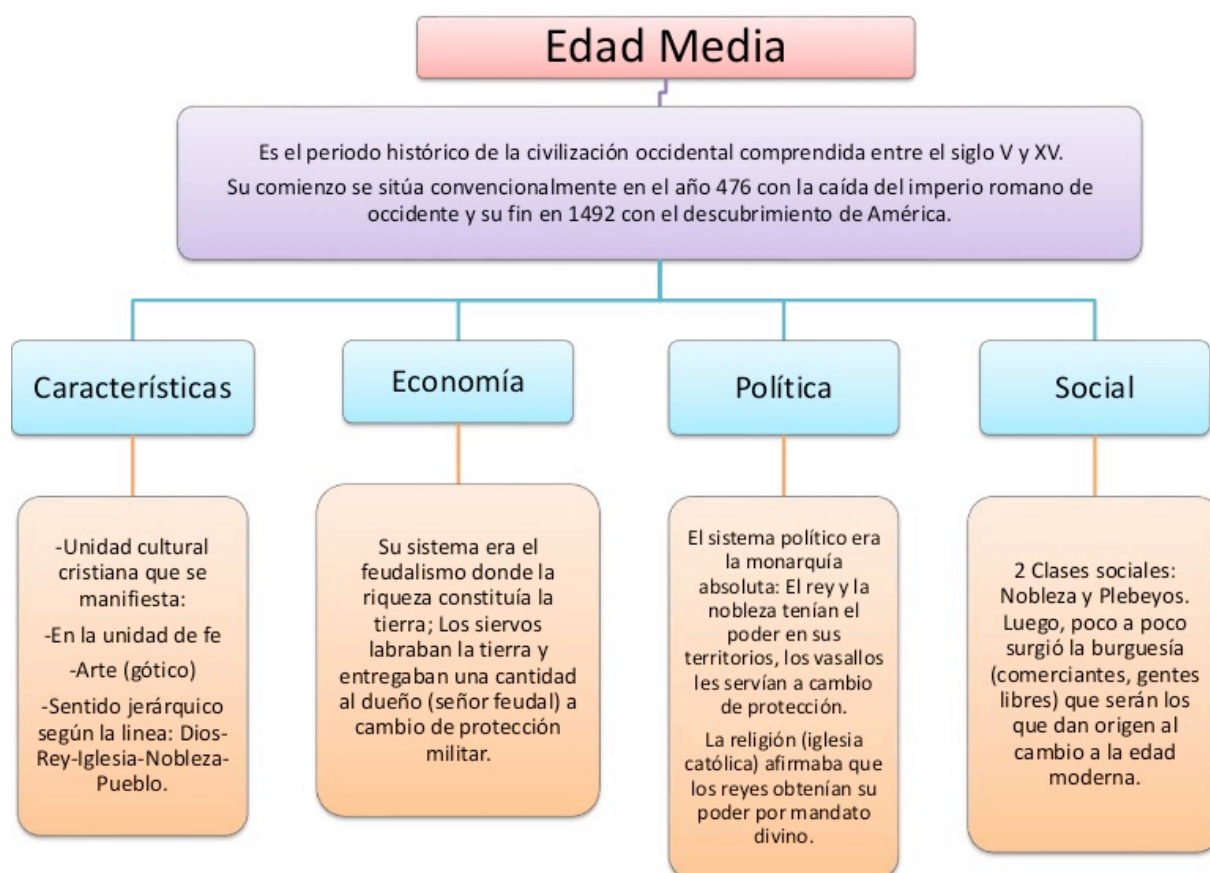 Edad Media
Es el periodo histórico de la civilización occidental comprendida entre el siglo V y XV.
Su comienzo se sitúa convencionalmente en el año 476 con la caída del imperio romano de
occidente y su fin en 1492 con el descubrimiento de América.
Característícas
Economía
Política
Social
-Unidad cultural
cristiana que se
manifiesta:
-En la unidad de fe
-Arte (gótico)
-Sentido jerárquico
según la linea: Dios-
Rey-Iglesia-Nobleza-
Pueblo.
Su sistema era el
feudalismo donde la
riqueza constituía la
tierra; Los siervos
labraban la tierra y
entregaban una cantidad
al dueño (señor feudal) a
cambio de protección
militar.
El sistema político era
la monarquía
absoluta: El rey y la
nobleza tenían el
poder en sus
territorios, los vasallos
les servían a cambio
de protección.
La religión (iglesia
católica) afirmaba que
los reyes obtenían su
poder por mandato
divino.
2 Clases sociales:
Nobleza y Plebeyos.
Luego, poco a poco
surgió la burguesía
(comerciantes, gentes
libres) que serán los
que dan origen al
cambio a la edad
moderna.